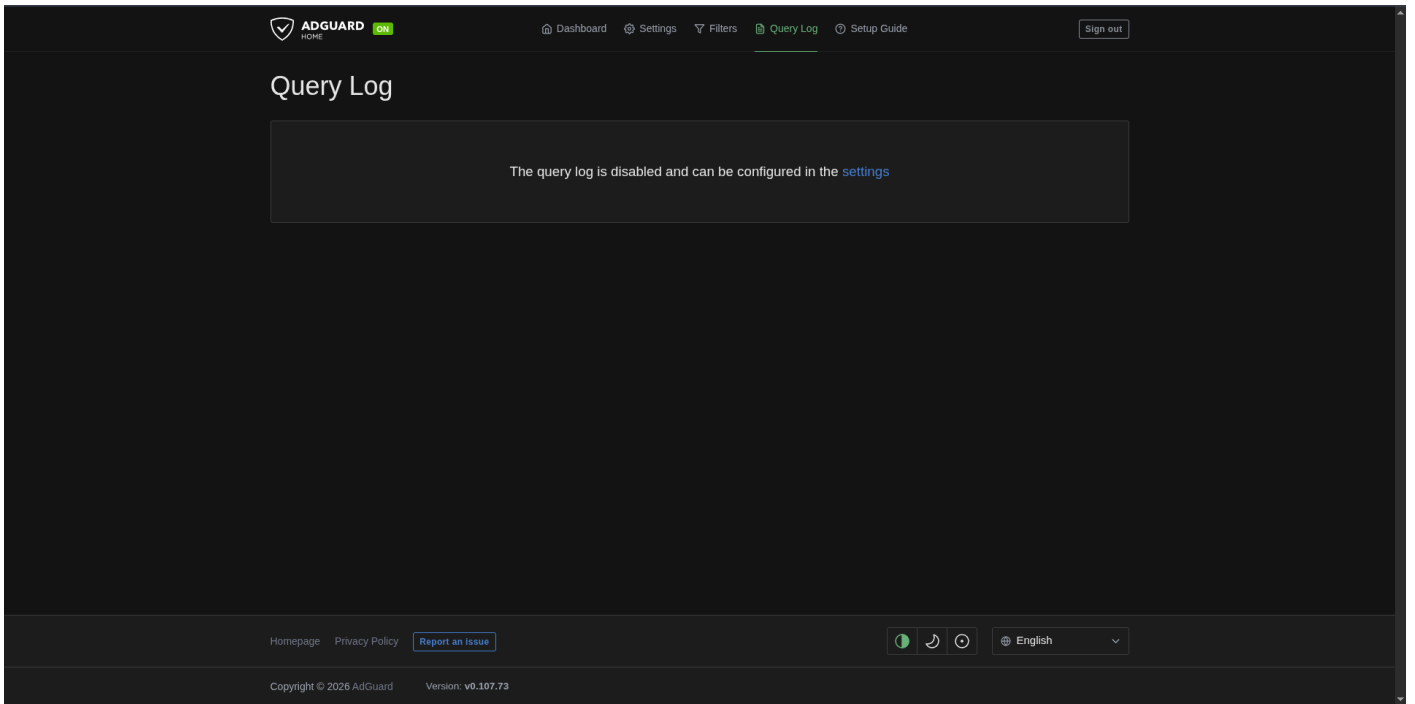 ADGUARD ON
HOME
Dashboard Settings Filters Query Log Setup Guide
Sign out
Query Log
The query log is disabled and can be configured in the settings
Homepage Privacy Policy Report an issue
English
Copyright © 2026 AdGuard Version: v0.107.73